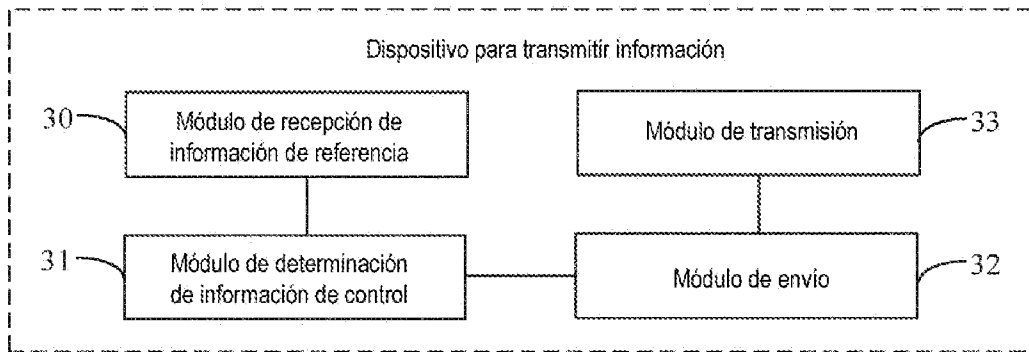 Dispositivo para transmitir información
30
Módulo de recepción de
información de referencia
Módulo de transmisión
33
31
Módulo de determinación
de información de control
Módulo de envío
32